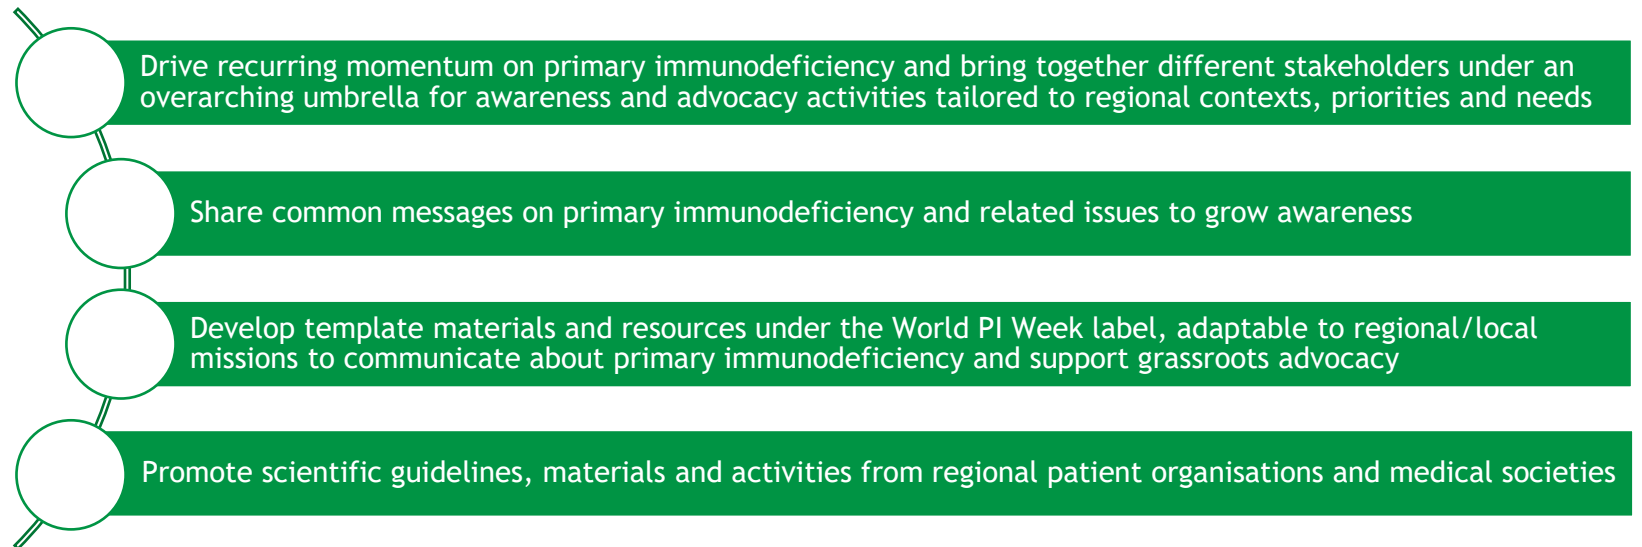 Drive recurring momentum on primary immunodeficiency and bring together different stakeholders under an
overarching umbrella for awareness and advocacy activities tailored to regional contexts, priorities and needs
Share common messages on primary immunodeficiency and related issues to grow awareness
Develop template materials and resources under the World PI Week label, adaptable to regional/local
missions to communicate about primary immunodeficiency and support grassroots advocacy
Promote scientific guidelines, materials and activities from regional patient organisations and medical societies